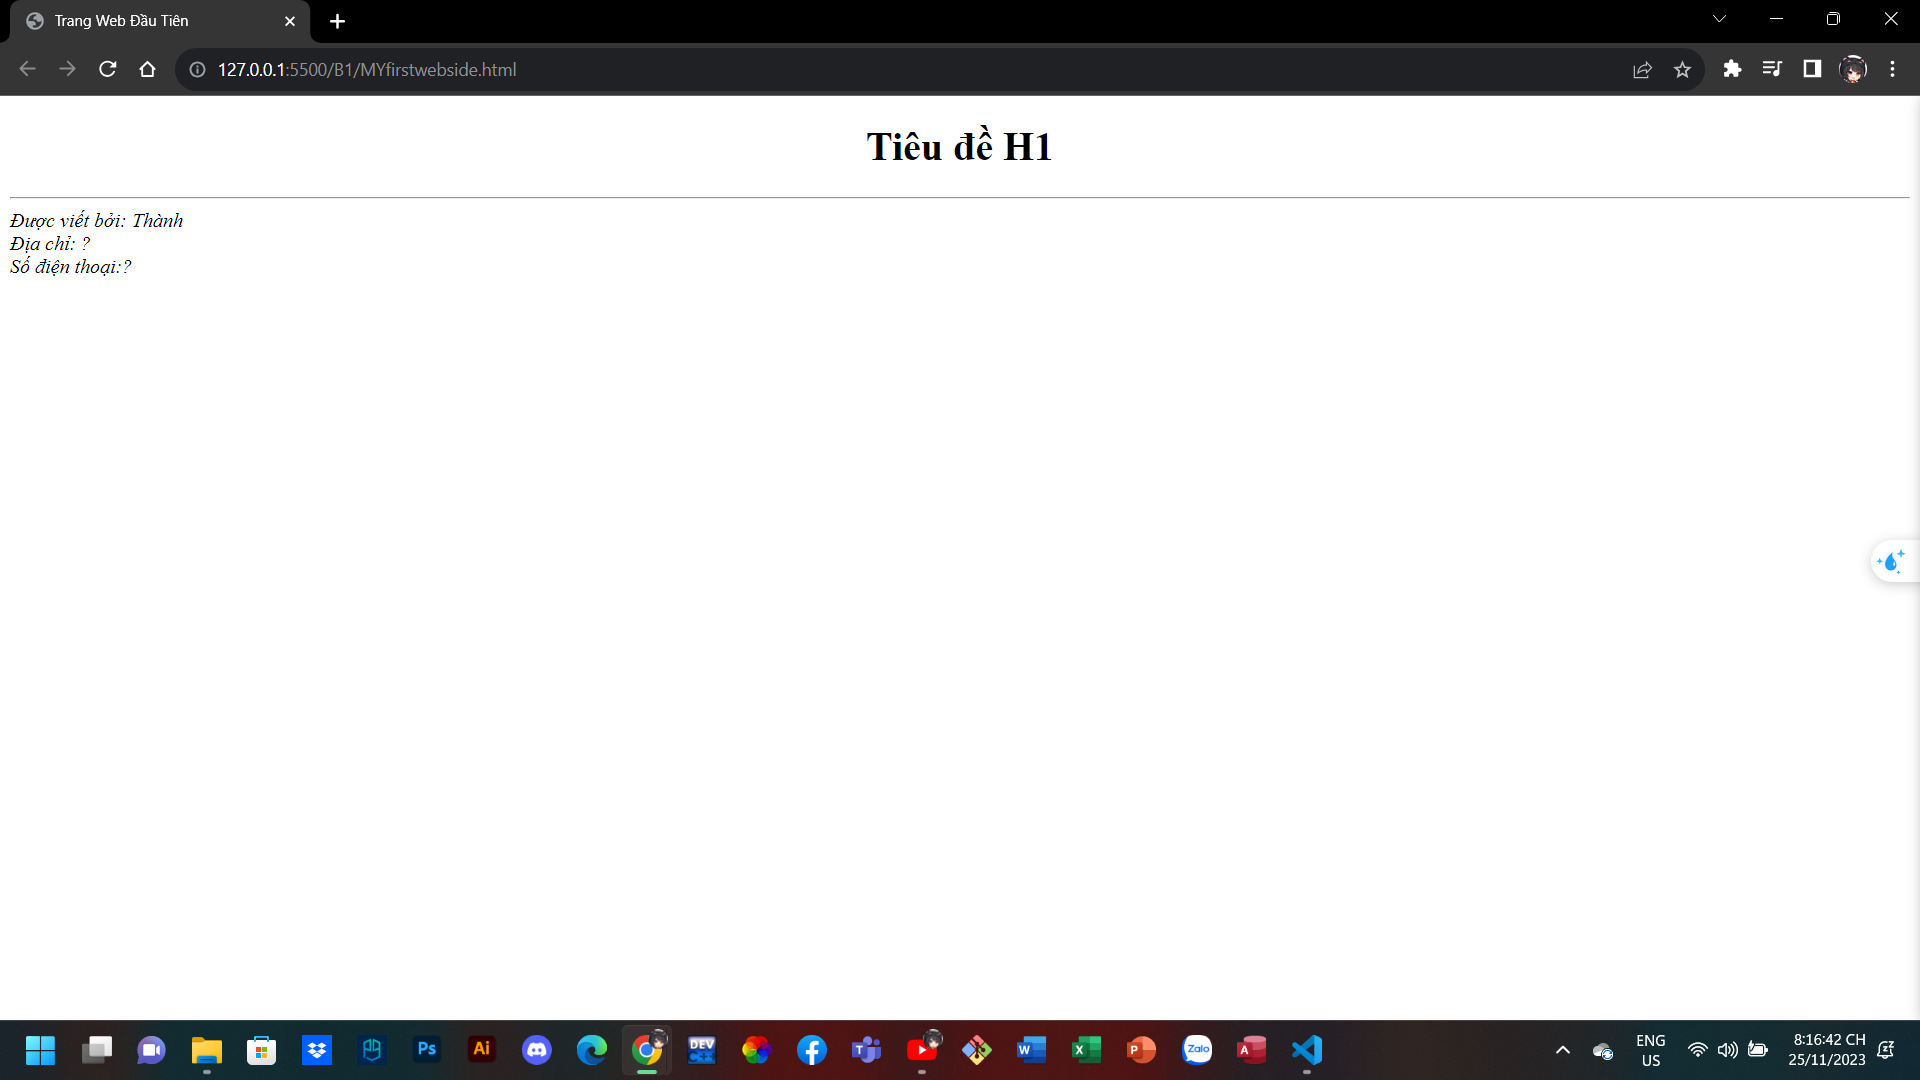 Trang Web Đầu Tiên
127.0.0.1:5500/B1/MYfirstwebside.html
Tiêu đề H1
Được viết bởi: Thành
Địa chỉ: ?
Số điện thoại:?
Ps
Ai
DEV
C++
W
X
P
Zalo
A
ENG
US
8:16:42 CH
25/11/2023